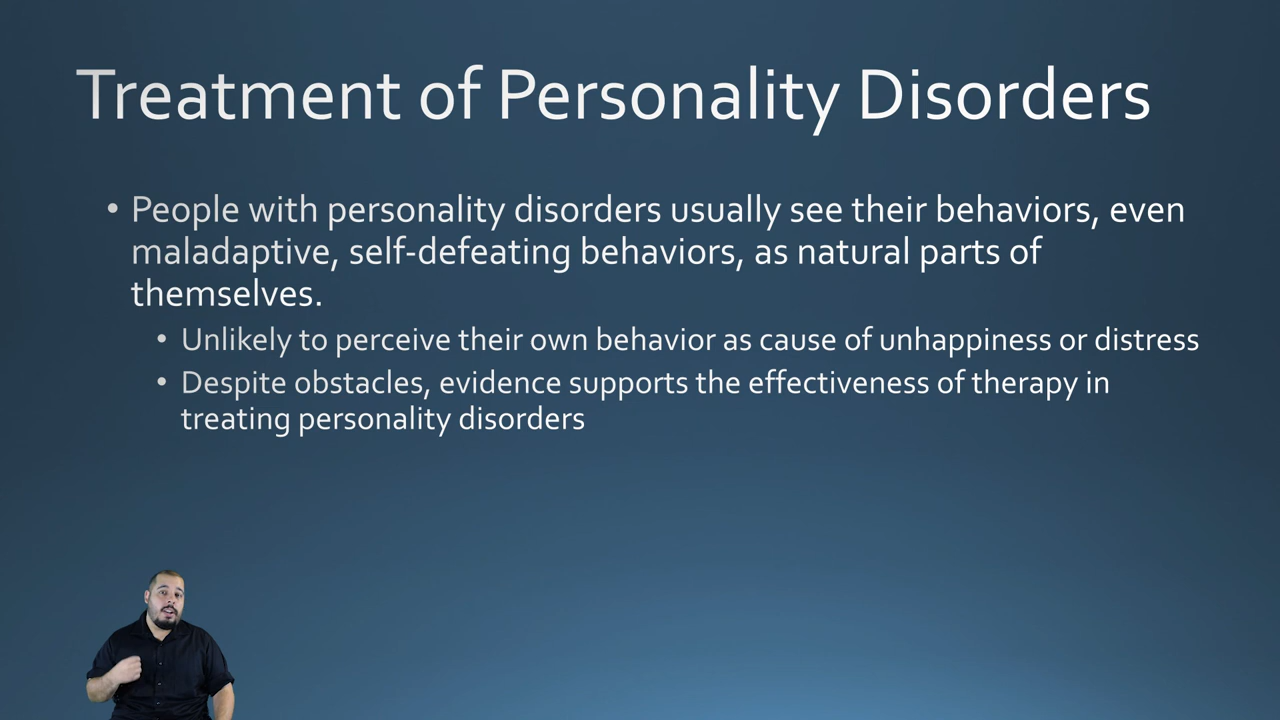 Treatment of Personality Disorders
• People with personality disorders usually see their behaviors, even
maladaptive, self-defeating behaviors, as natural parts of
themselves.
• Unlikely to perceive their own behavior as cause of unhappiness or distress
• Despite obstacles, evidence supports the effectiveness of therapy in
treating personality disorders